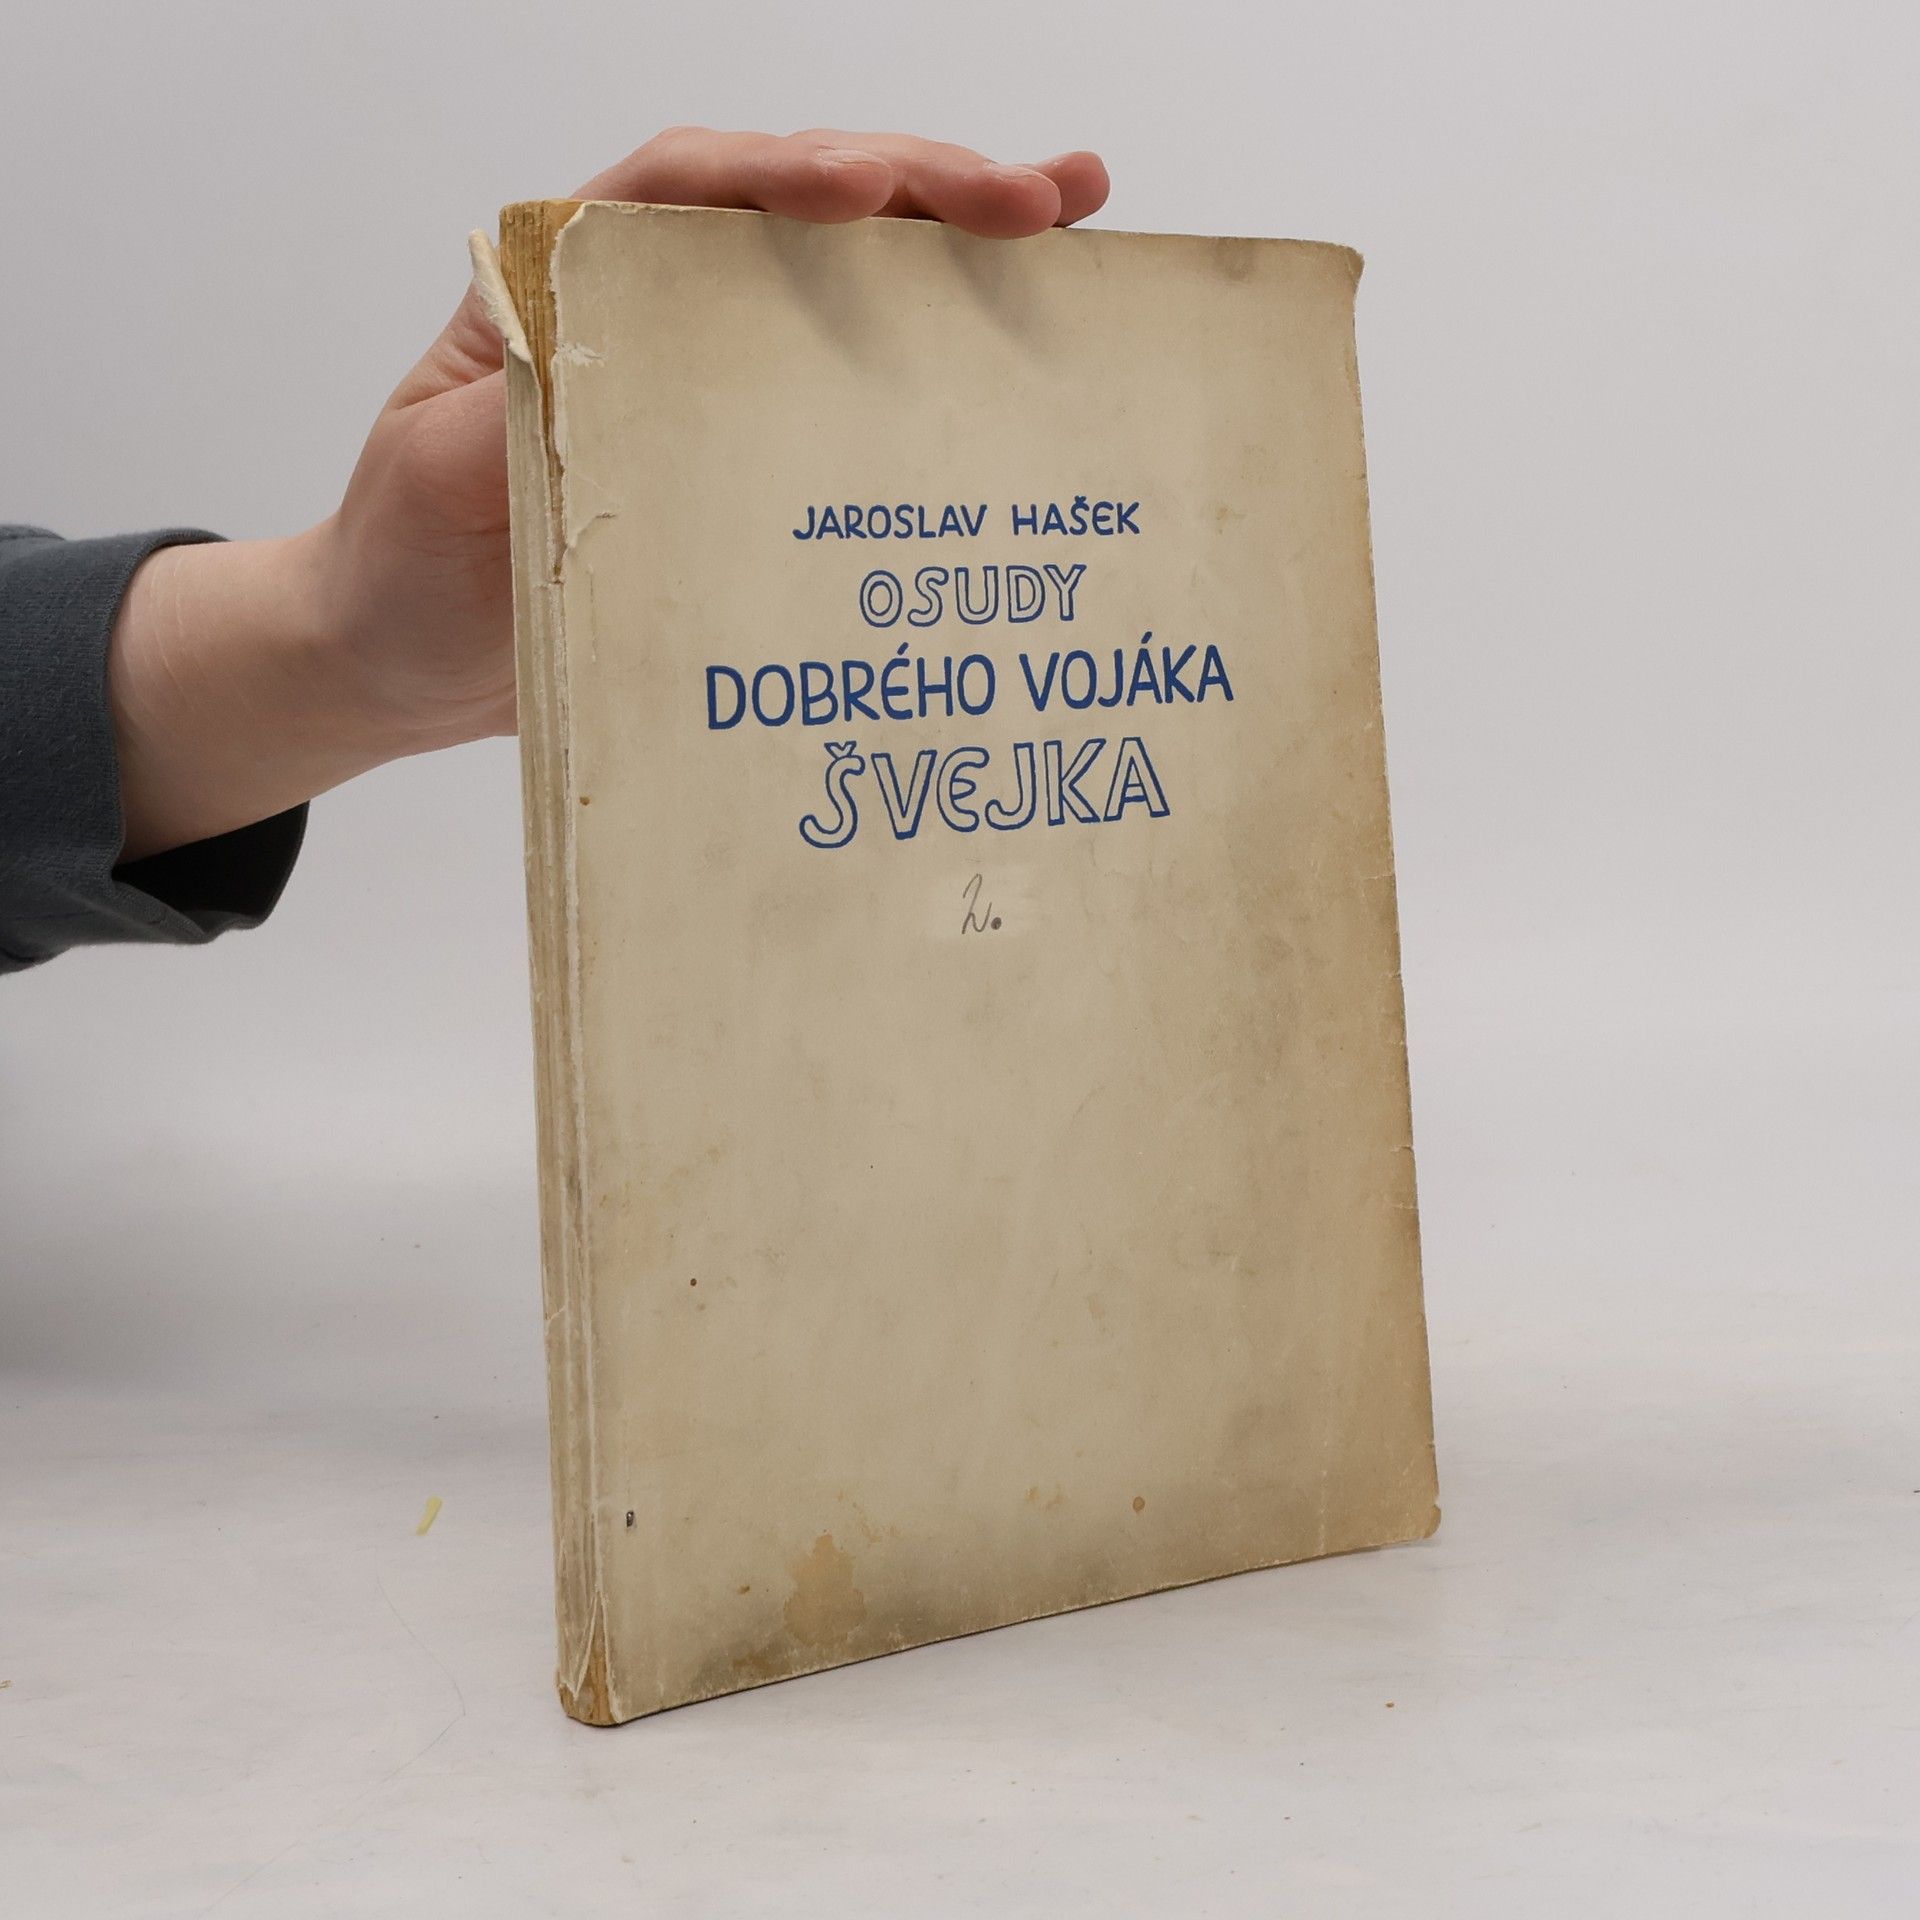 JAROSLAV HAŠEK
OSUDY
DOBRÉHO VOJÁKA
ŠVEJKA
2.